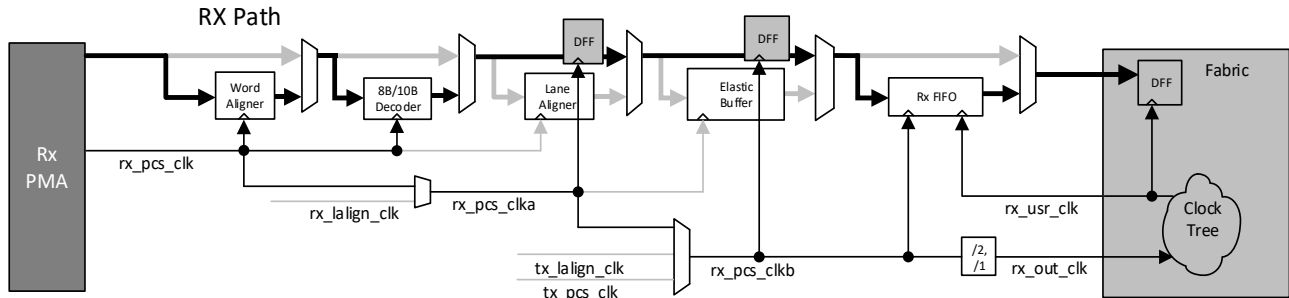 RX Path
DFF
DFF
Fabric
Word
Aligner
8B/10B
Decoder
Lane
Aligner
Elastic
Buffer
Rx FIFO
DFF
Rx
PMA
rx_pcs_clk
rx_lalign_clk
rx_pcs_clka
rx_usr_clk
Clock
Tree
tx_lalign_clk
tx_pcs_clk
rx_pcs_clkb
/2,
/1
rx_out_clk